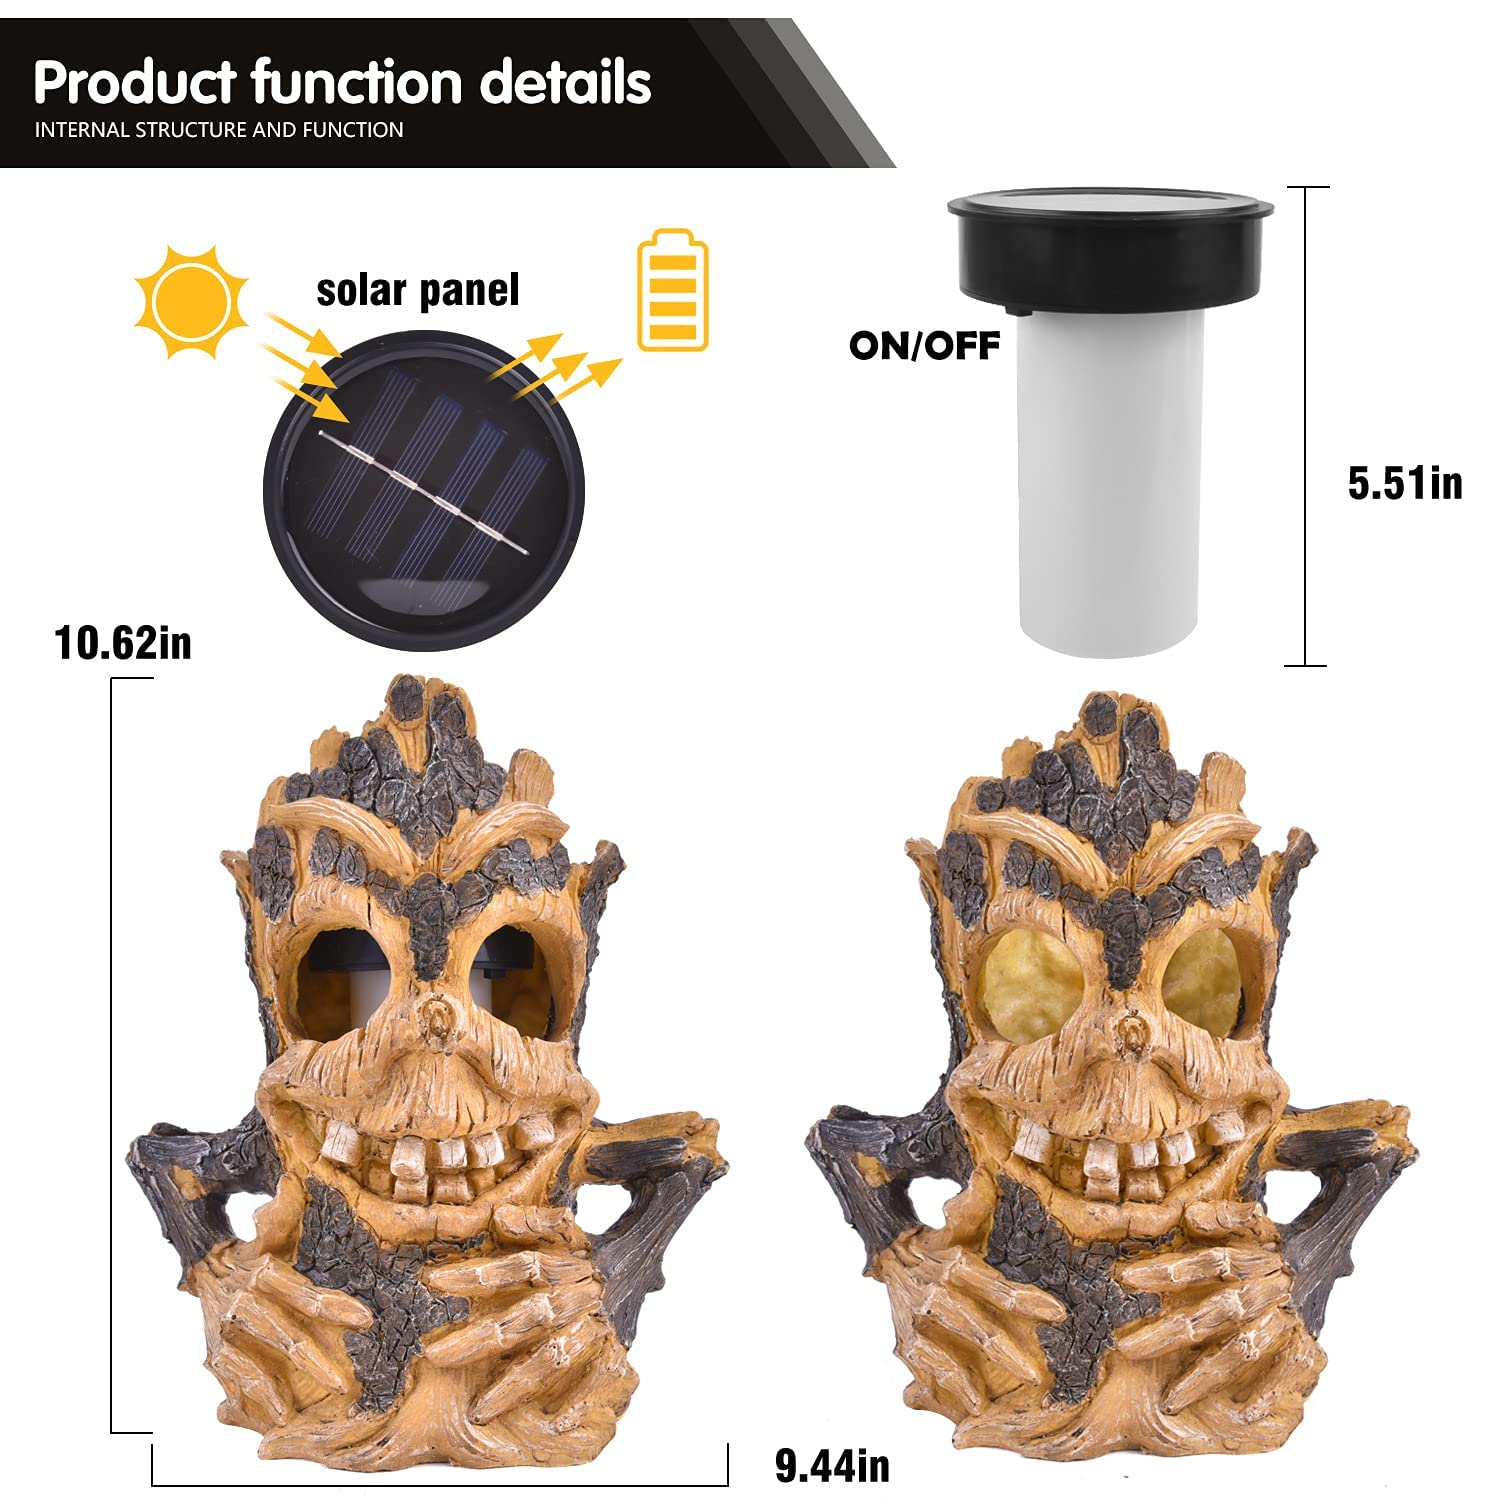 Product function details
INTERNAL STRUCTURE AND FUNCTION
solar panel
ON/OFF
5.51in
10.62in
9.44in